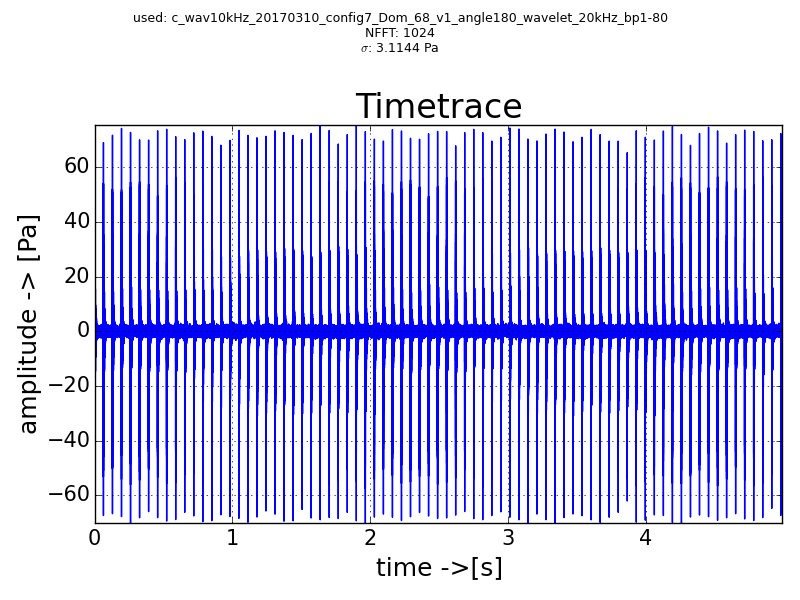 used: c_wav10kHz_20170310_config7_Dom_68_v1_angle180_wavelet_20kHz_bp1-80
NFFT: 1024
σ: 3.1144 Pa
Timetrace
amplitude -> [Pa]
60
40
20
0
−20
−40
−60
0 1 2 3 4
time ->[s]